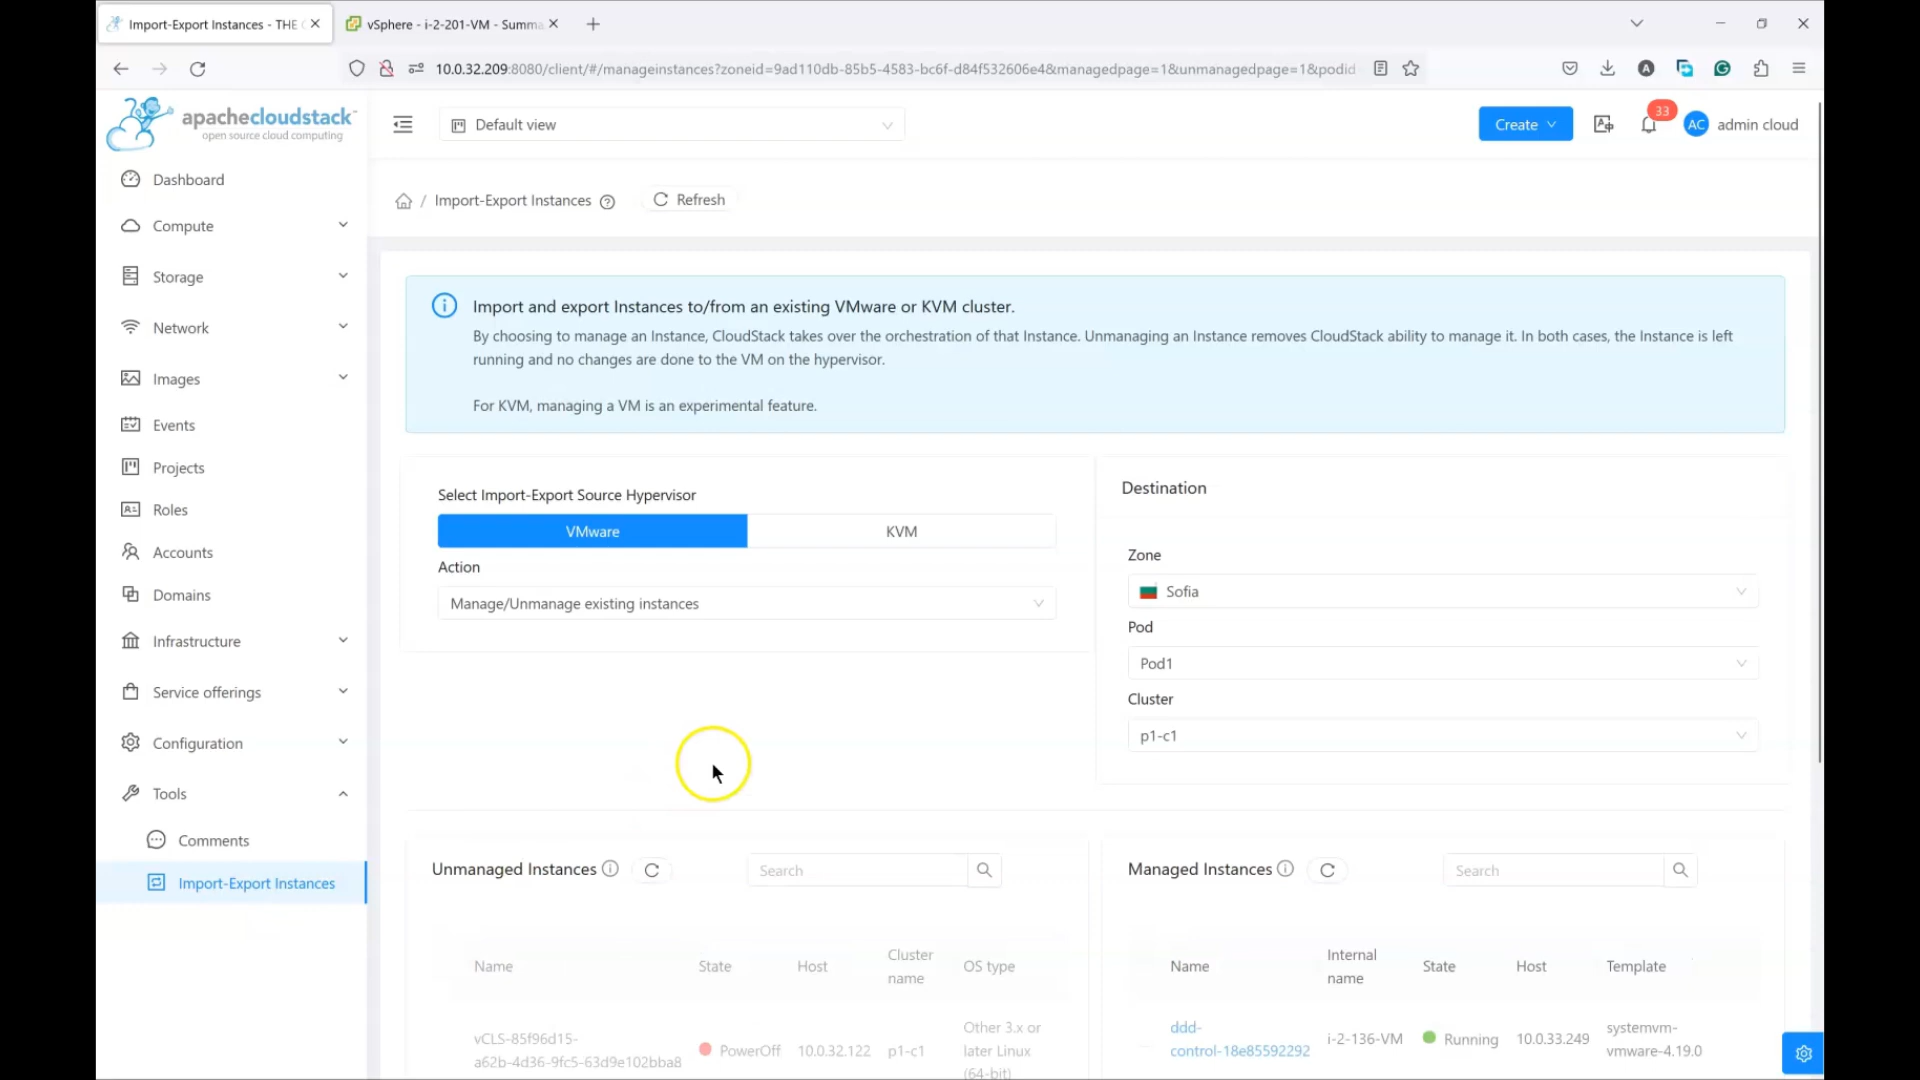 Import-Export Instances - THE
vSphere - i-2-201-VM - Summa
10.0.32.209:8080/client/#/manageinstances?zoneid=9ad110db-85b5-4583-bc6f-d84f532606e4&managedpage=1&unmanagedpage=1&podid
apachecloudstack™
open source cloud computing
Default view
Create
33
AC
admin cloud
Dashboard
Compute
Storage
Network
Images
Events
Projects
Roles
Accounts
Domains
Infrastructure
Service offerings
Configuration
Tools
Comments
Import-Export Instances
/ Import-Export Instances
Refresh
Import and export Instances to/from an existing VMware or KVM cluster.
By choosing to manage an Instance, CloudStack takes over the orchestration of that Instance. Unmanaging an Instance removes CloudStack ability to manage it. In both cases, the Instance is left
running and no changes are done to the VM on the hypervisor.
For KVM, managing a VM is an experimental feature.
Select Import-Export Source Hypervisor
VMware
KVM
Action
Manage/Unmanage existing instances
Destination
Zone
Sofia
Pod
Pod1
Cluster
p1-c1
Unmanaged Instances
Search
Name
State
Host
Cluster
name
OS type
vCLS-85f96d15-
a62b-4d36-9fc5-63d9e102bba8
PowerOff
10.0.32.122
p1-c1
Other 3.x or
later Linux
(64-bit)
Managed Instances
Search
Name
Internal
name
State
Host
Template
ddd-
control-18e85592292
i-2-136-VM
Running
10.0.33.249
systemvm-
vmware-4.19.0